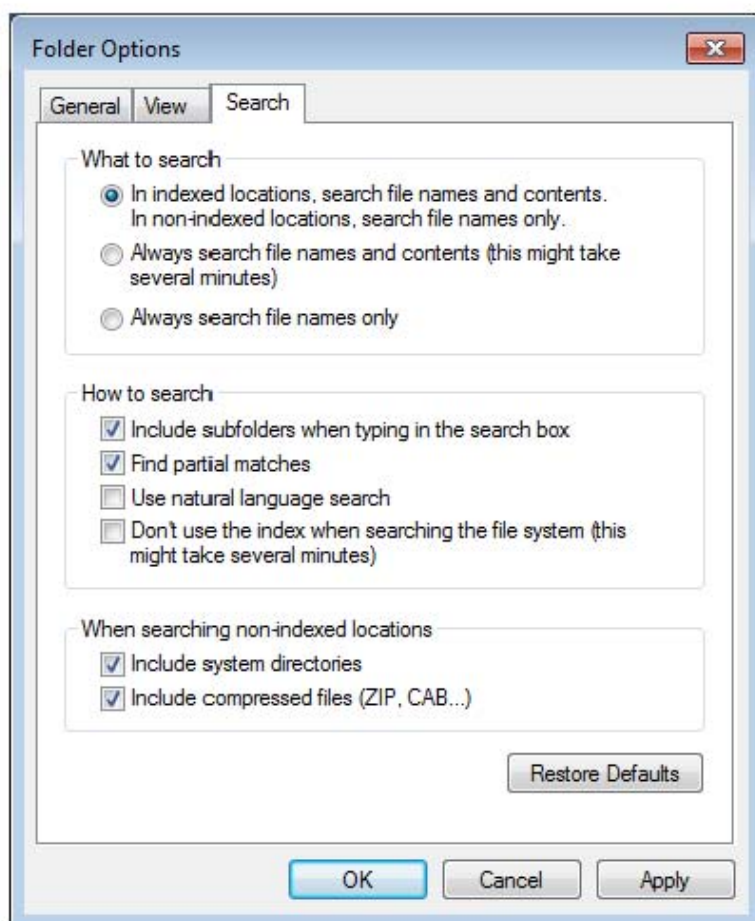 Folder Options
General View Search
What to search
In indexed locations, search file names and contents.
In non-indexed locations, search file names only.
Always search file names and contents (this might take
several minutes)
Always search file names only
How to search
Include subfolders when typing in the search box
Find partial matches
Use natural language search
Don't use the index when searching the file system (this
might take several minutes)
When searching non-indexed locations
Include system directories
Include compressed files (ZIP, CAB...)
Restore Defaults
OK Cancel Apply